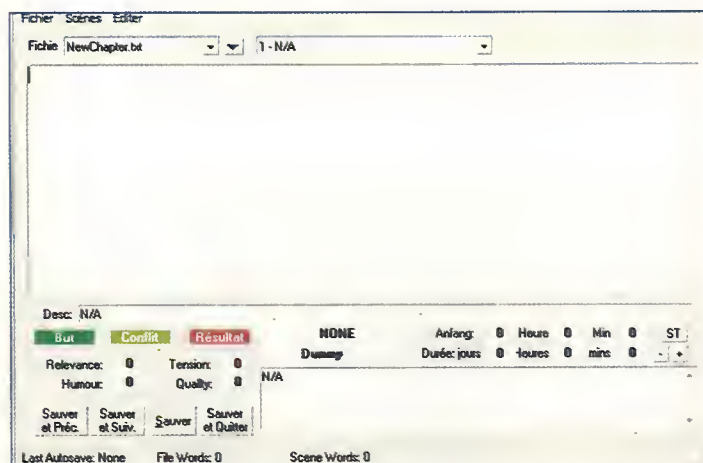 Fichier Scénes Editer
Fichie NewChapter.txt 1 - N/A
Desc: N/A
But Conflit Résultat NONE Anfang: 0 Heure 0 Min 0 ST
Dummy Durée: jours 0 Heures 0 mins 0 - +
Relevance: 0 Tension: 0
Humour: 0 Quality: 0
N/A
Sauver et Préc. Sauver et Suiv. Sauver Sauver et Quitter
Last Autosave: None File Words: 0 Scene Words: 0